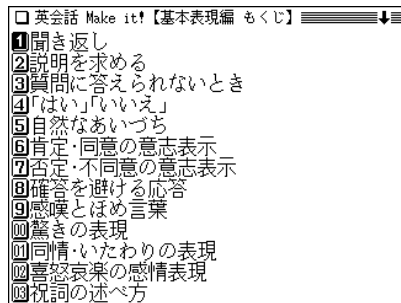 英会話 Make it!【基本表現編 もくじ】
1聞き返し
2説明を求める
3質問に答えられないとき
4「はい」「いいえ」
5自然なあいづち
6肯定・同意の意志表示
7否定・不同意の意志表示
8確答を避ける応答
9感嘆とほめ言葉
00驚きの表現
01同情・いたわりの表現
02喜怒哀楽の感情表現
03祝詞の述べ方